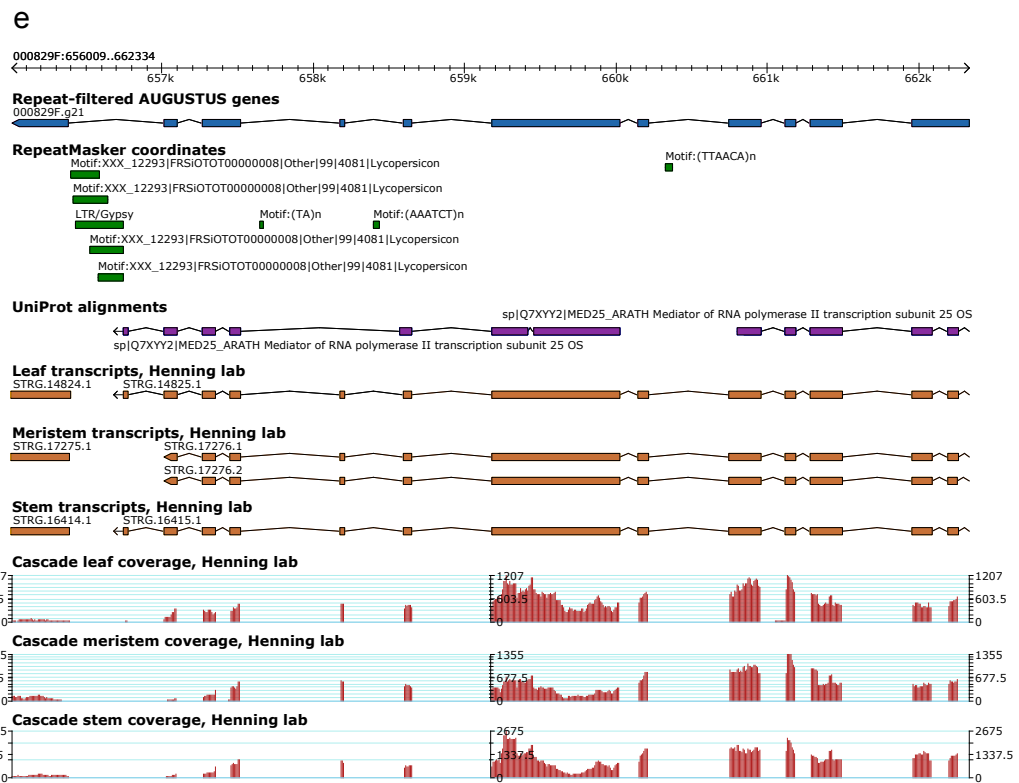 e
000829F:656009..662334
657k 658k 659k 660k 661k 662k
Repeat-filtered AUGUSTUS genes
000829F.g21
RepeatMasker coordinates
Motif:XXX_12293|FRSiOTOT00000008|Other|99|4081|Lycopersicon
Motif:(TTAACA)n
Motif:XXX_12293|FRSiOTOT00000008|Other|99|4081|Lycopersicon
LTR/Gypsy Motif:(TA)n Motif:(AAATCT)n
Motif:XXX_12293|FRSiOTOT00000008|Other|99|4081|Lycopersicon
Motif:XXX_12293|FRSiOTOT00000008|Other|99|4081|Lycopersicon
UniProt alignments
sp|Q7XYY2|MED25_ARATH Mediator of RNA polymerase II transcription subunit 25 OS
sp|Q7XYY2|MED25_ARATH Mediator of RNA polymerase II transcription subunit 25 OS
Leaf transcripts, Henning lab
STRG.14824.1 STRG.14825.1
Meristem transcripts, Henning lab
STRG.17275.1 STRG.17276.1
STRG.17276.2
Stem transcripts, Henning lab
STRG.16414.1 STRG.16415.1
Cascade leaf coverage, Henning lab
7 1207 1207
5 603.5 603.5
0 0 0
Cascade meristem coverage, Henning lab
5 1355 1355
5 677.5 677.5
0 0 0
Cascade stem coverage, Henning lab
5 2675 2675
5 1337.5 1337.5
0 0 0